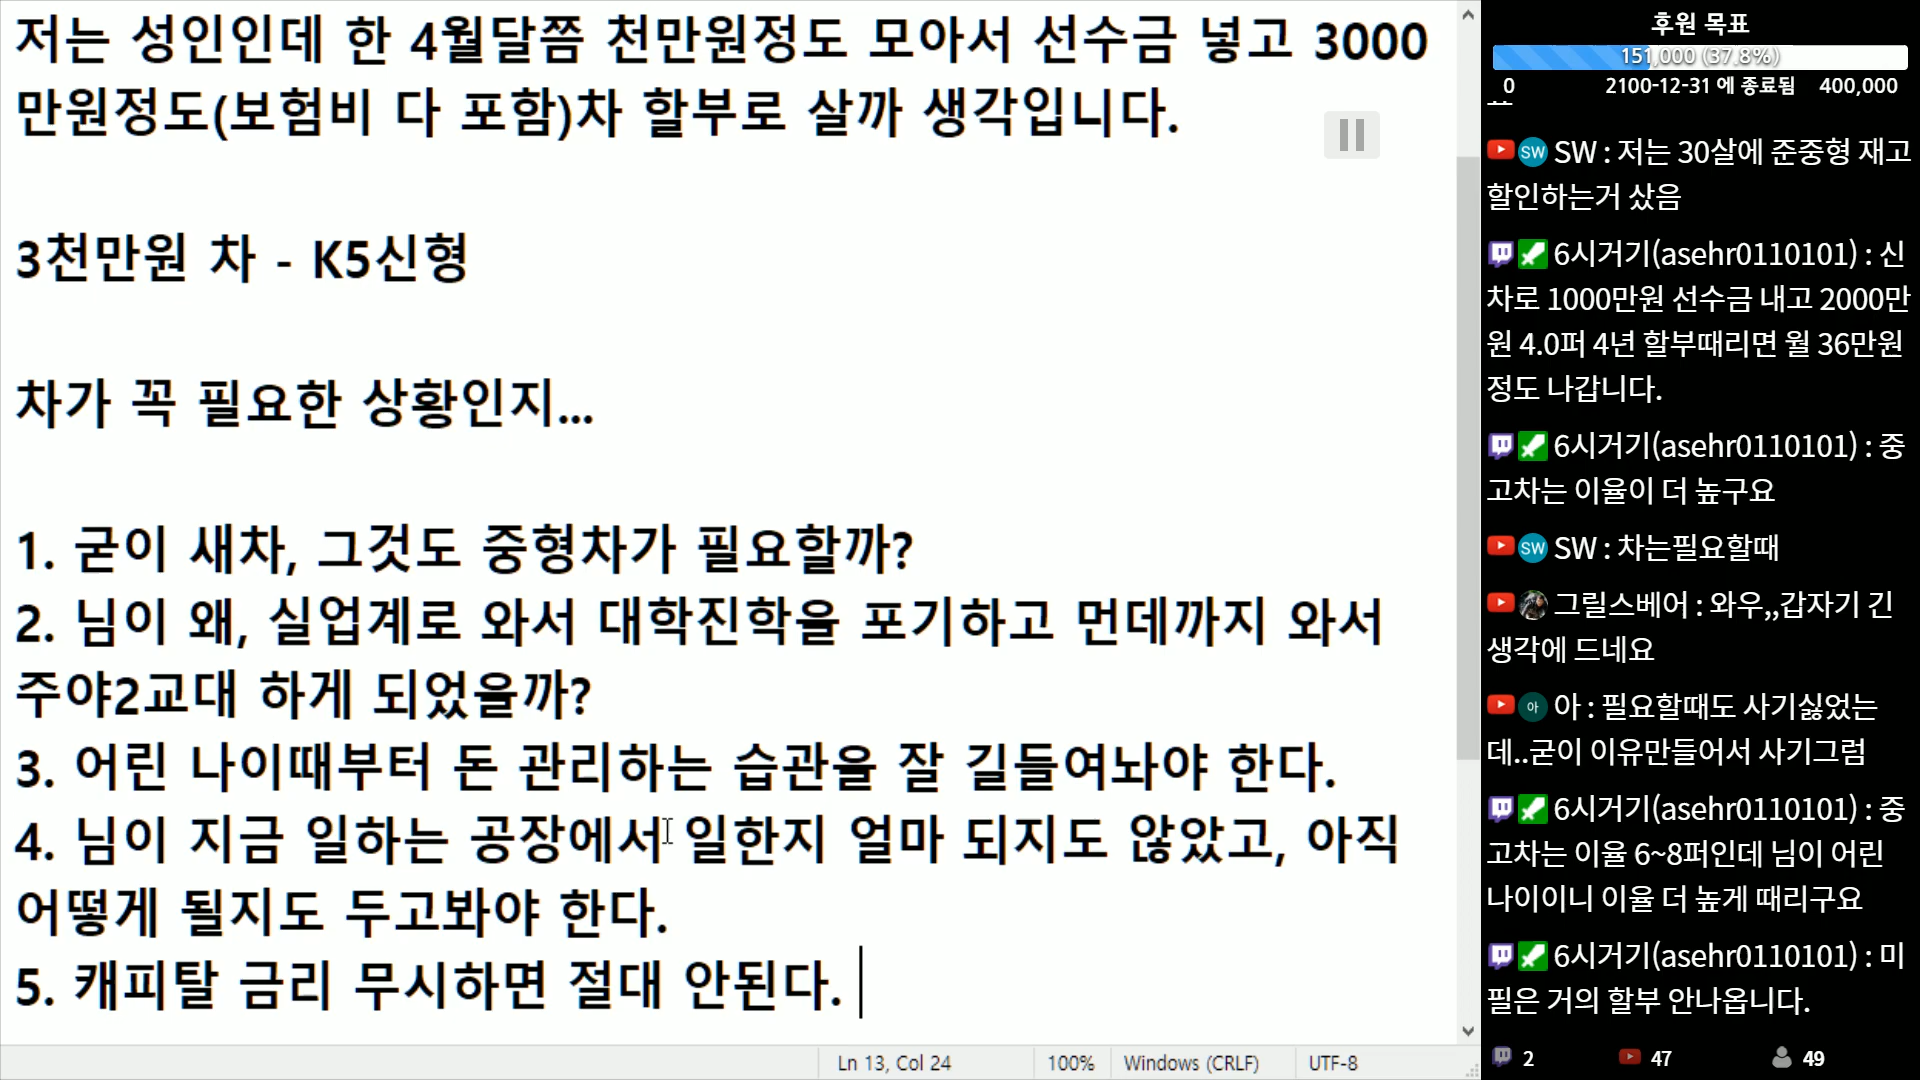 저는 성인인데 한 4월달쯤 천만원정도 모아서 선수금 넣고 3000
만원정도(보험비 다 포함)차 할부로 살까 생각입니다.
3천만원 차 - K5신형
차가 꼭 필요한 상황인지...
1. 굳이 새차, 그것도 중형차가 필요할까?
2. 님이 왜, 실업계로 와서 대학진학을 포기하고 먼데까지 와서
주야2교대 하게 되었을까?
3. 어린 나이때부터 돈 관리하는 습관을 잘 길들여놔야 한다.
4. 님이 지금 일하는 공장에서 일한지 얼마 되지도 않았고, 아직
어떻게 될지도 두고봐야 한다.
5. 캐피탈 금리 무시하면 절대 안된다.
Ln 13, Col 24
100%
Windows (CRLF)
UTF-8
후원 목표
151,000 (37.8%)
0
2100-12-31 에 종료됨
400,000
SW SW : 저는 30살에 준중형 재고
할인하는거 샀음
6시거기(asehr0110101) : 신
차로 1000만원 선수금 내고 2000만
원 4.0퍼 4년 할부때리면 월 36만원
정도 나갑니다.
6시거기(asehr0110101) : 중
고차는 이율이 더 높구요
SW SW : 차는필요할때
그릴스베어 : 와우,,갑자기 긴
생각에 드네요
아 아 : 필요할때도 사기싫었는
데..굳이 이유만들어서 사기그럼
6시거기(asehr0110101) : 중
고차는 이율 6~8퍼인데 님이 어린
나이이니 이율 더 높게 때리구요
6시거기(asehr0110101) : 미
필은 거의 할부 안나옵니다.
2
47
49